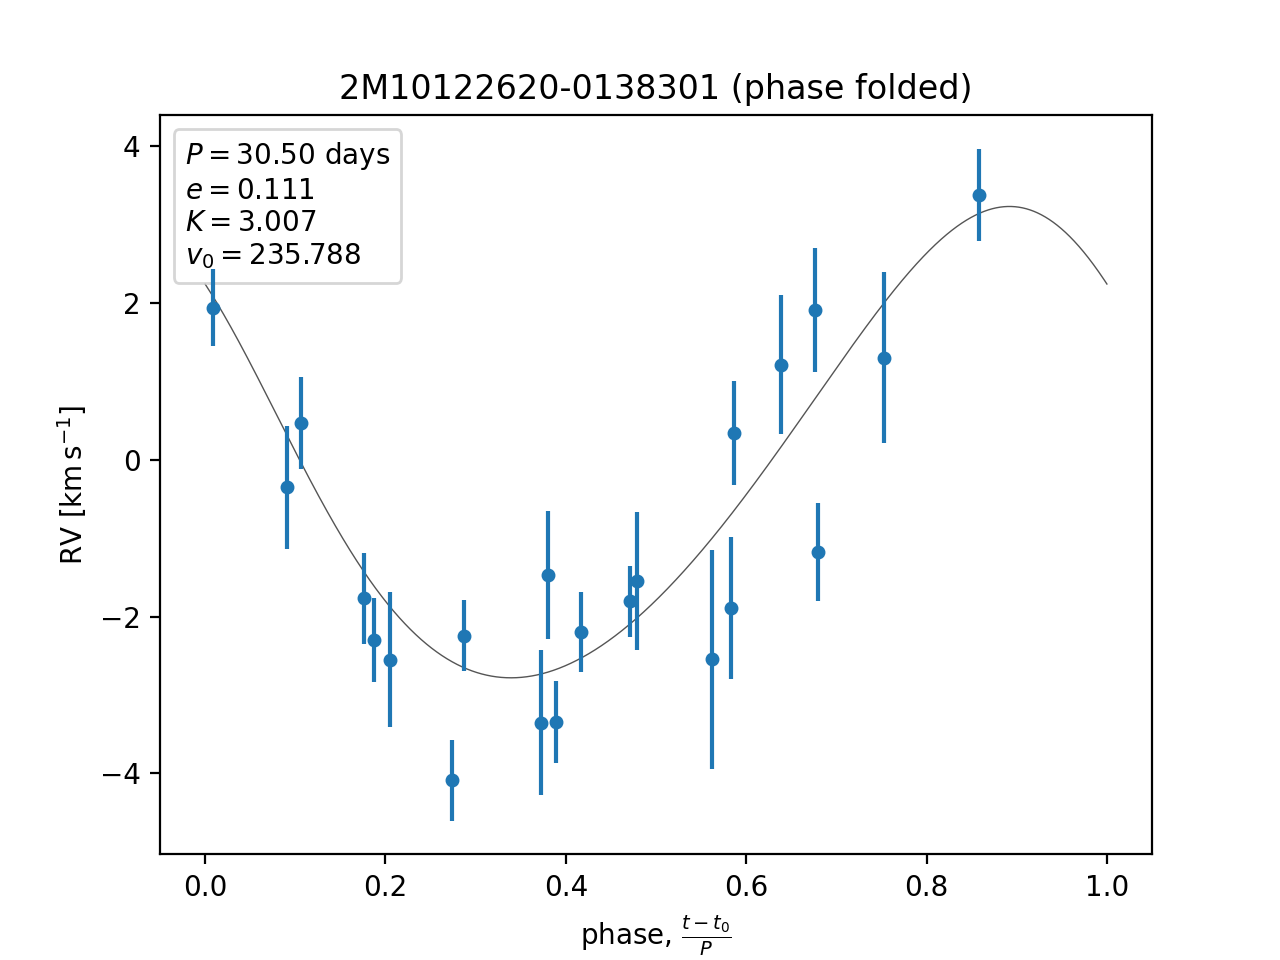 2M10122620-0138301 (phase folded)
P = 30.50 days
e = 0.111
K = 3.007
v₀ = 235.788
4
2
0
−2
−4
RV [km s⁻¹]
0.0 0.2 0.4 0.6 0.8 1.0
phase, (t − t₀)/P